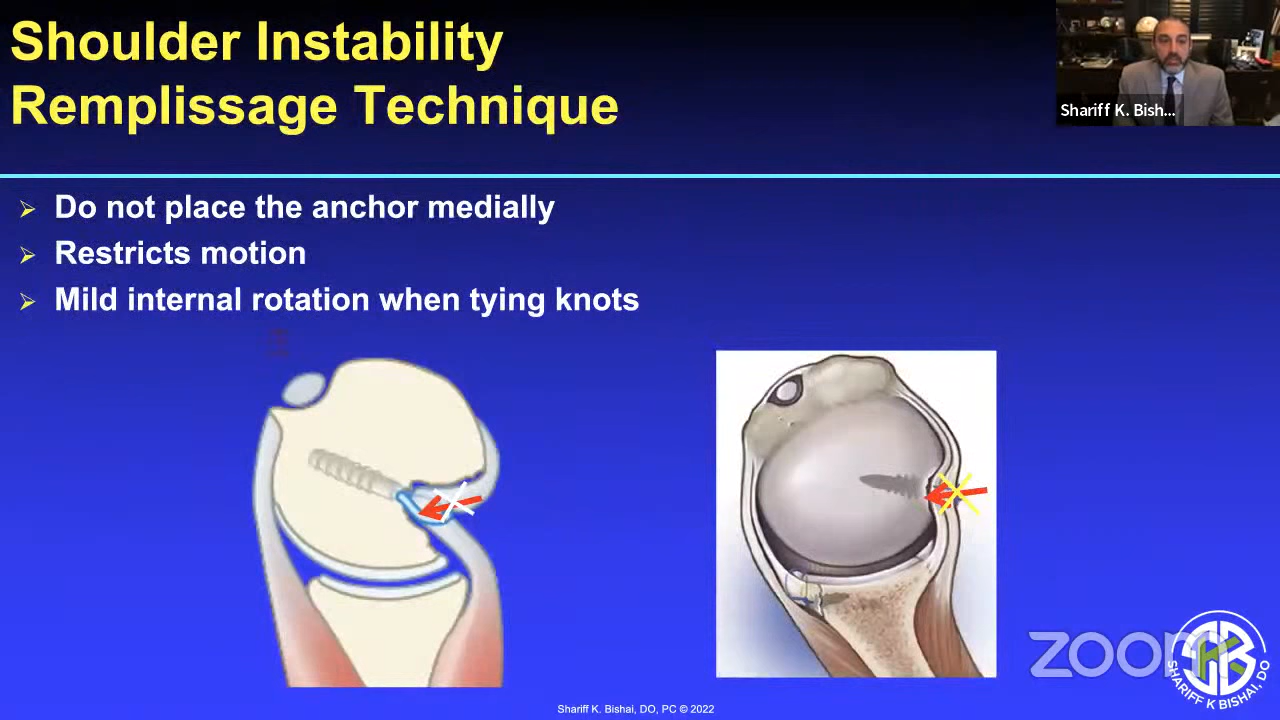 Shoulder Instability
Remplissage Technique
Shariff K. Bish...
Do not place the anchor medially
Restricts motion
Mild internal rotation when tying knots
zoom
SHARIFF K BISHAI, DO
Shariff K. Bishai, DO, PC © 2022